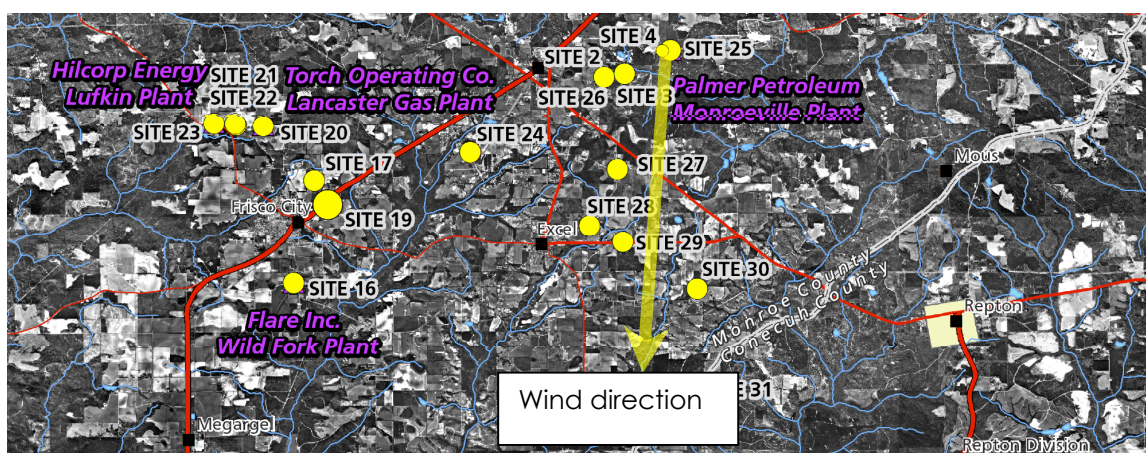 SITE 4
SITE 25
SITE 2
SITE 26
SITE 3
Hilcorp Energy
Lufkin Plant
SITE 21
SITE 22
Torch Operating Co.
Lancaster Gas Plant
Palmer Petroleum
Monroeville Plant
SITE 23
SITE 20
SITE 24
SITE 17
SITE 27
Mous
Frisco City
SITE 19
SITE 28
Excel
SITE 29
SITE 30
SITE 16
Monroe County
Conecuh County
Repton
Flare Inc.
Wild Fork Plant
Wind direction
31
Megargel
Repton Division